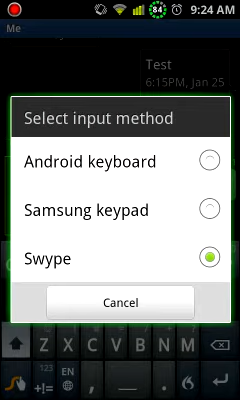 84
9:24 AM
Me
Test
6:15PM, Jan 25
Select input method
Android keyboard
Samsung keypad
Swype
Cancel
Z X C V B N M
123
+!=
EN
, .